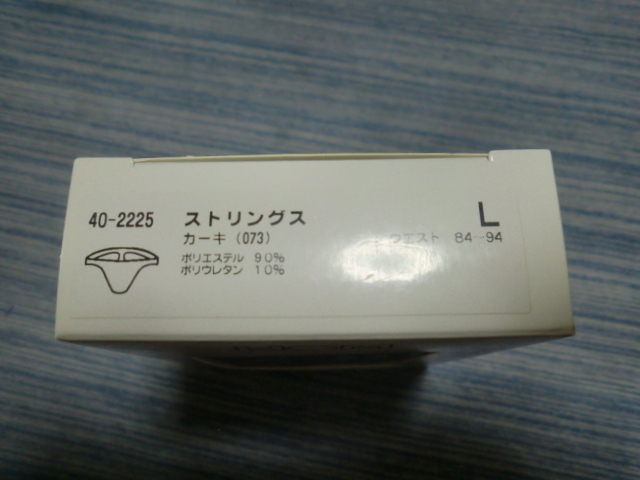 40-2225 ストリングス L
カーキ (073) ウエスト 84-94
ポリエステル 90%
ポリウレタン 10%